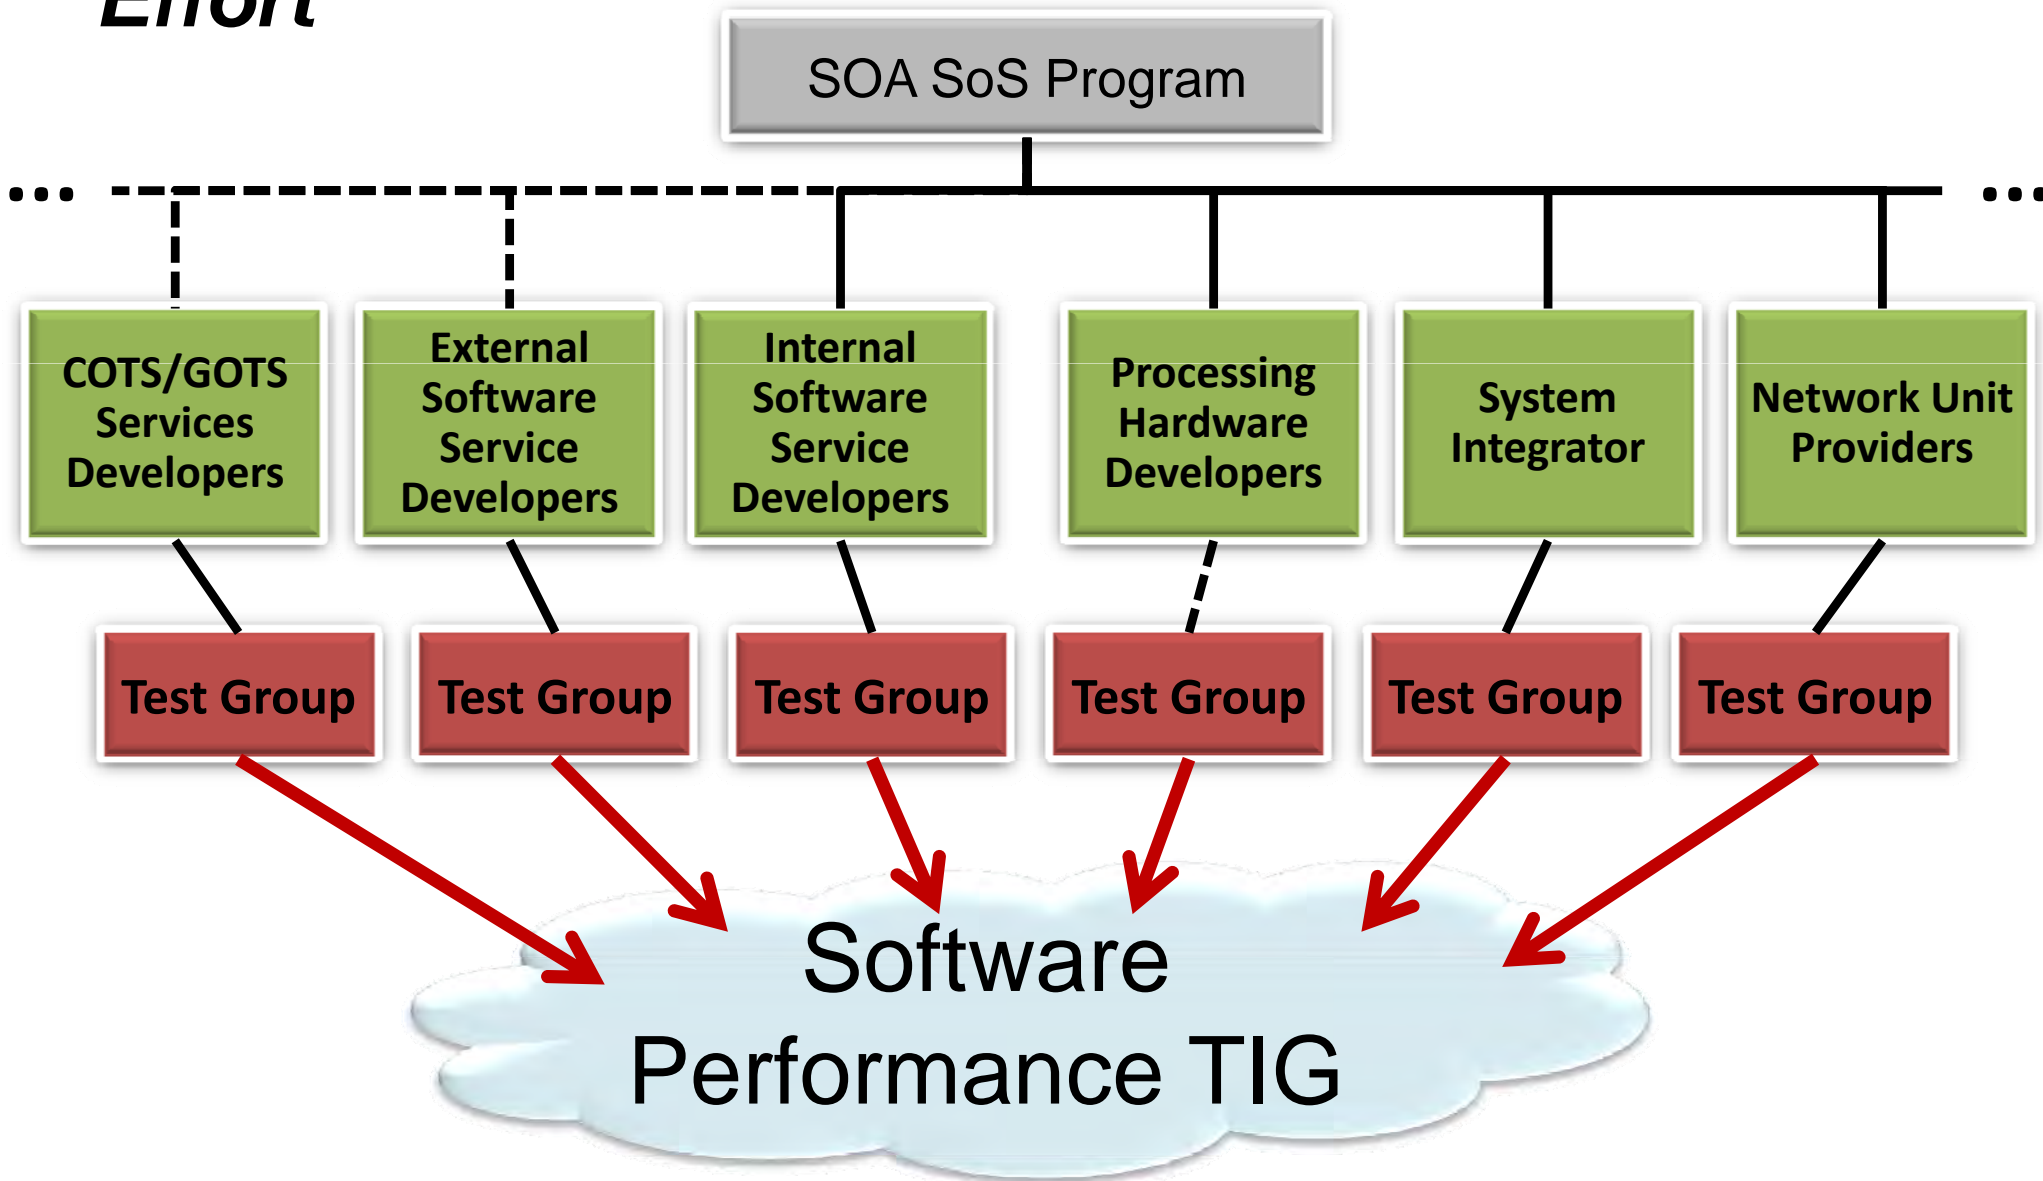 Effort
SOA SoS Program
... ...
COTS/GOTS
Services
Developers
External
Software
Service
Developers
Internal
Software
Service
Developers
Processing
Hardware
Developers
System
Integrator
Network Unit
Providers
Test Group
Test Group
Test Group
Test Group
Test Group
Test Group
Software
Performance TIG